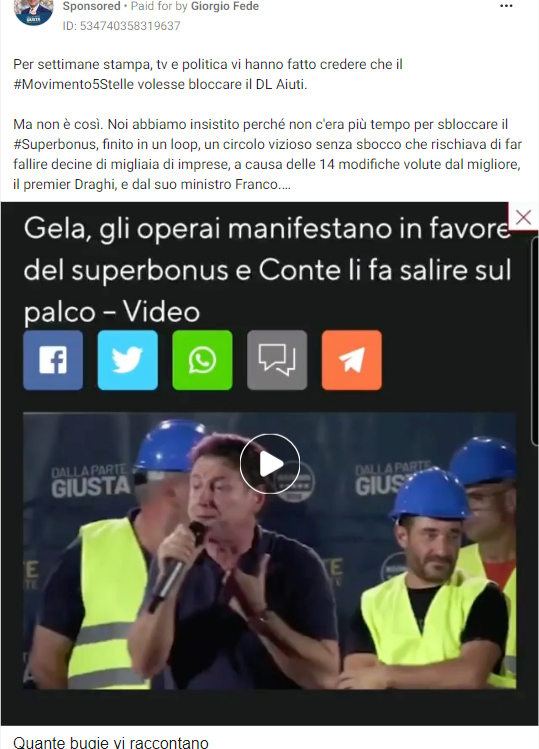 Sponsored • Paid for by Giorgio Fede
ID: 534740358319637
Per settimane stampa, tv e politica vi hanno fatto credere che il
#Movimento5Stelle volesse bloccare il DL Aiuti.
Ma non è così. Noi abbiamo insistito perché non c'era più tempo per sbloccare il
#Superbonus, finito in un loop, un circolo vizioso senza sbocco che rischiava di far
fallire decine di migliaia di imprese, a causa delle 14 modifiche volute dal migliore,
il premier Draghi, e dal suo ministro Franco....
Gela, gli operai manifestano in favore
del superbonus e Conte li fa salire sul
palco – Video
DALLA PARTE
GIUSTA
DALLA PARTE
GIUS
Quante bugie vi raccontano